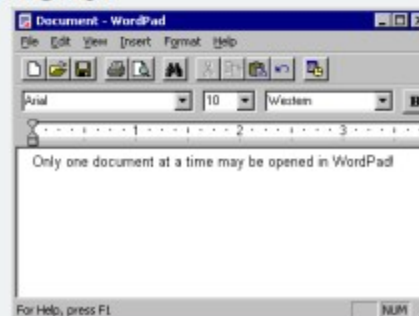 Document - WordPad
File Edit View Insert Format Help
Arial 10 Western B
1 2 3
Only one document at a time may be opened in WordPad!
For Help, press F1 NUM